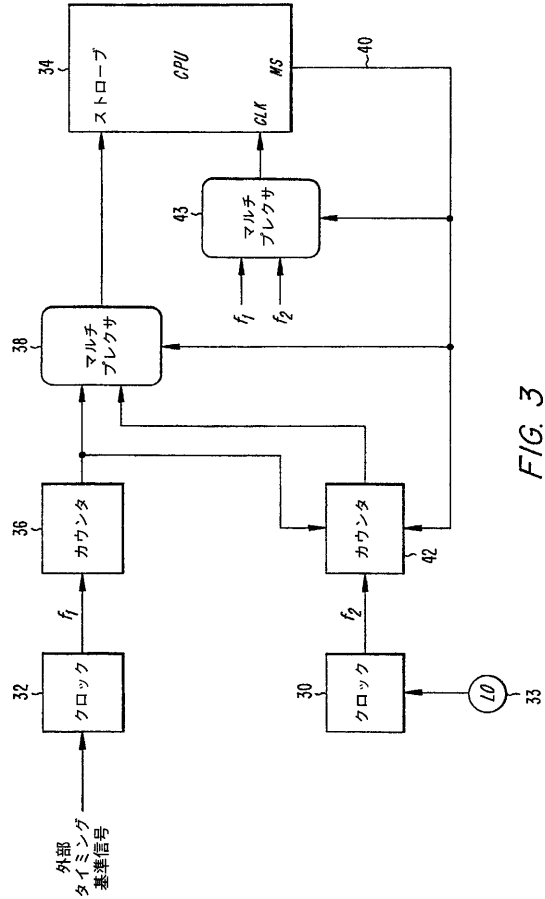 外部
タイミング
基準信号
32
クロック
f1
36
カウンタ
38
マルチ
プレクサ
34
ストローブ
CPU
CLK
MS
43
マルチ
プレクサ
f1
f2
40
30
クロック
f2
カウンタ
42
LO
33
FIG. 3